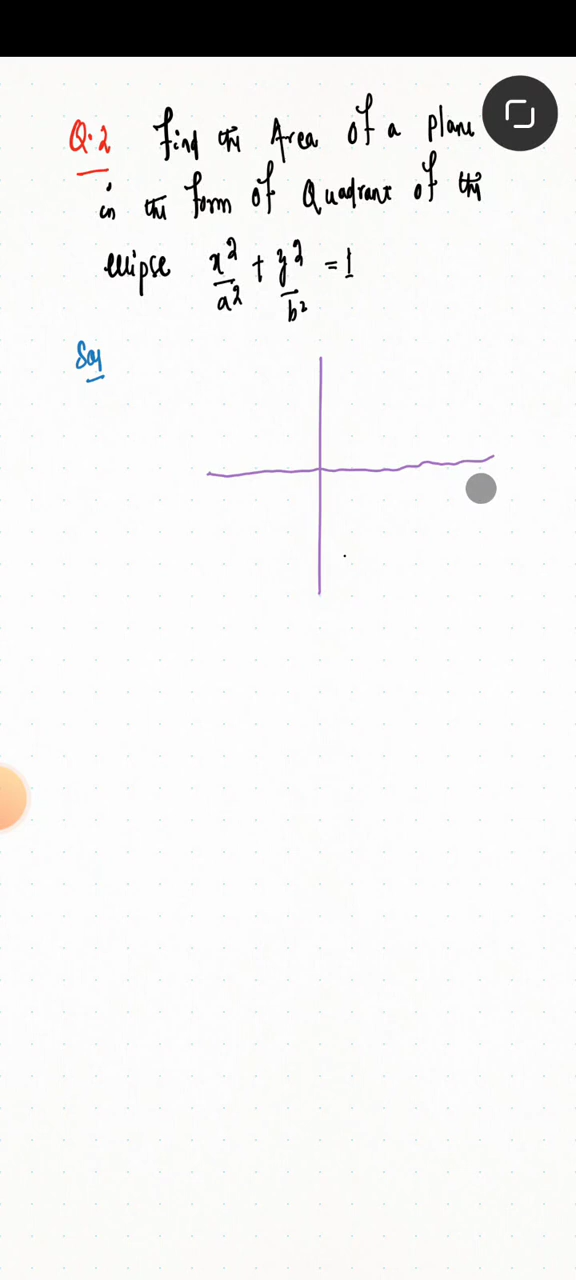 Q.2 Find the Area of a plane
in the form of Quadrant of the
ellipse x²/a² + y²/b² = 1
Sol